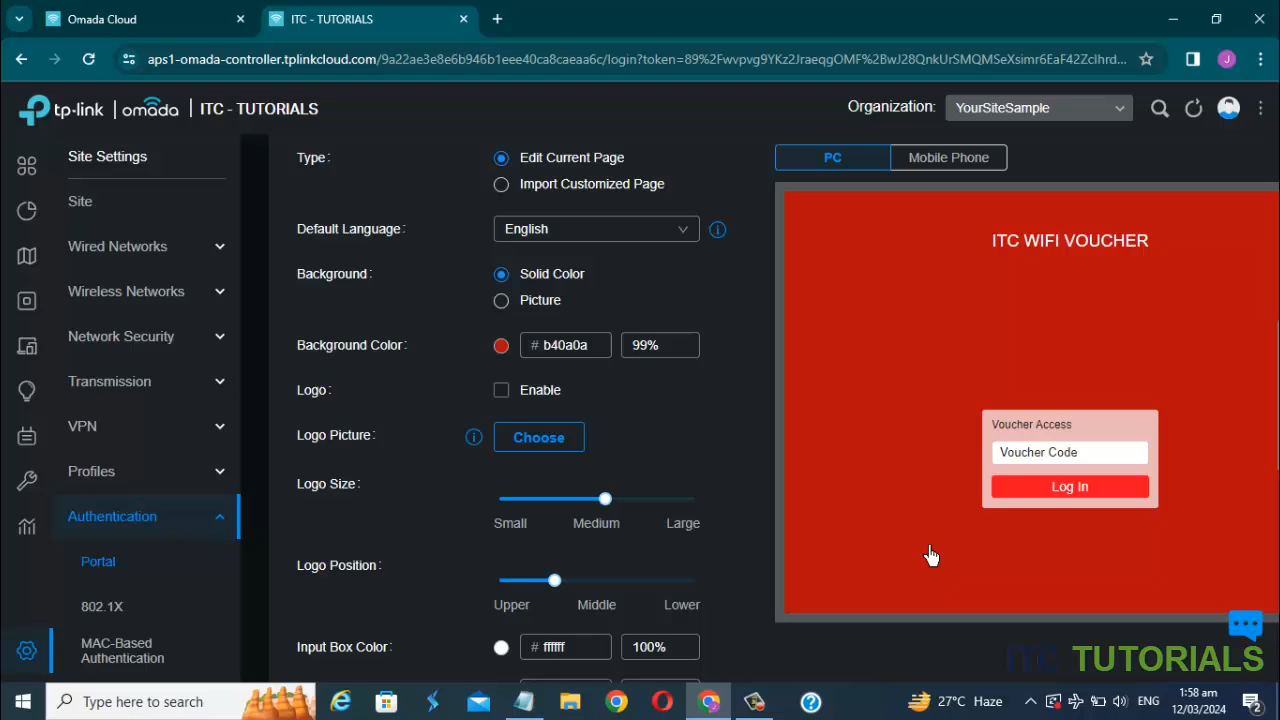 Omada Cloud
ITC - TUTORIALS
aps1-omada-controller.tplinkcloud.com/9a22ae3e8e6b946b1eee40ca8caeaa6c/login?token=89%2Fwvpvg9YKz2JraeqgOMF%2BwJ28QnkUrSMQMSeXsimr6EaF42ZcIhrd...
J
tp-link | omada | ITC - TUTORIALS
Organization: YourSiteSample
Site Settings
Site
Wired Networks
Wireless Networks
Network Security
Transmission
VPN
Profiles
Authentication
Portal
802.1X
MAC-Based
Authentication
Type:
Edit Current Page
Import Customized Page
Default Language:
English
Background:
Solid Color
Picture
Background Color:
# b40a0a
99%
Logo:
Enable
Logo Picture:
Choose
Logo Size:
Small Medium Large
Logo Position:
Upper Middle Lower
Input Box Color:
# ffffff
100%
PC
Mobile Phone
ITC WIFI VOUCHER
Voucher Access
Voucher Code
Log In
ITC TUTORIALS
Type here to search
27°C Haze
ENG
1:58 am
12/03/2024
2